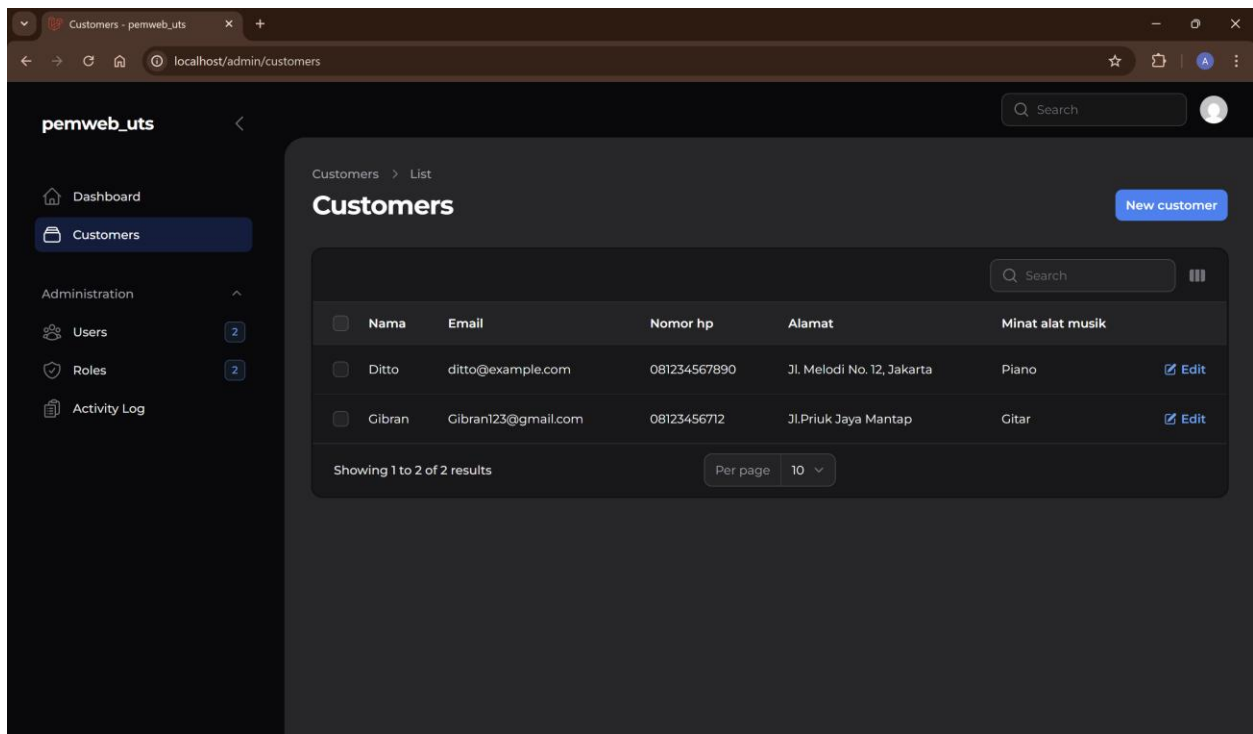 Customers - pemweb_uts
localhost/admin/customers
A
pemweb_uts
Search
Dashboard
Customers
Administration
Users 2
Roles 2
Activity Log
Customers > List
Customers
New customer
Search
Nama Email Nomor hp Alamat Minat alat musik
Ditto ditto@example.com 081234567890 Jl. Melodi No. 12, Jakarta Piano Edit
Gibran Gibran123@gmail.com 08123456712 Jl.Priuk Jaya Mantap Gitar Edit
Showing 1 to 2 of 2 results Per page 10